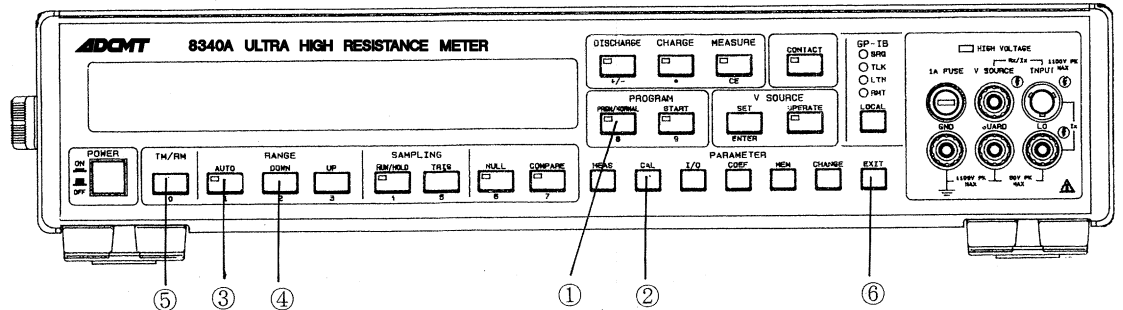 ADCMT 8340A ULTRA HIGH RESISTANCE METER
DISCHARGE CHARGE MEASURE
+/- • CE
CONTACT
GP-IB
SRQ
TLK
LTN
RMT
LOCAL
HIGH VOLTAGE
Rx/Ix 1100V PK MAX
1A FUSE V SOURCE INPUT
GND GUARD LO
Ix
1100V PK MAX
50V PK MAX
PROGRAM
PRGM/NORMAL START
8 9
V SOURCE
SET OPERATE
ENTER
POWER
ON
OFF
TM/RM
0
RANGE
AUTO DOWN UP
1 2 3
SAMPLING
RUN/HOLD TRIG
4 5
NULL COMPARE
6 7
PARAMETER
MEAS CAL I/O COEF MEM CHANGE EXIT
⑤ ③ ④ ① ② ⑥